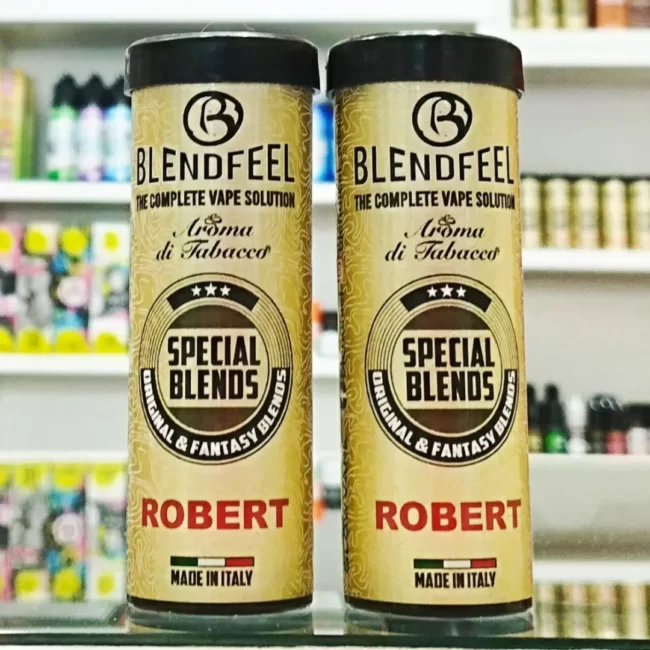 BLENDFEEL
THE COMPLETE VAPE SOLUTION
Aroma
di Tabacco
SPECIAL
BLENDS
ORIGINAL & FANTASY BLENDS
ROBERT
MADE IN ITALY
BLENDFEEL
THE COMPLETE VAPE SOLUTION
Aroma
di Tabacco
SPECIAL
BLENDS
ORIGINAL & FANTASY BLENDS
ROBERT
MADE IN ITALY